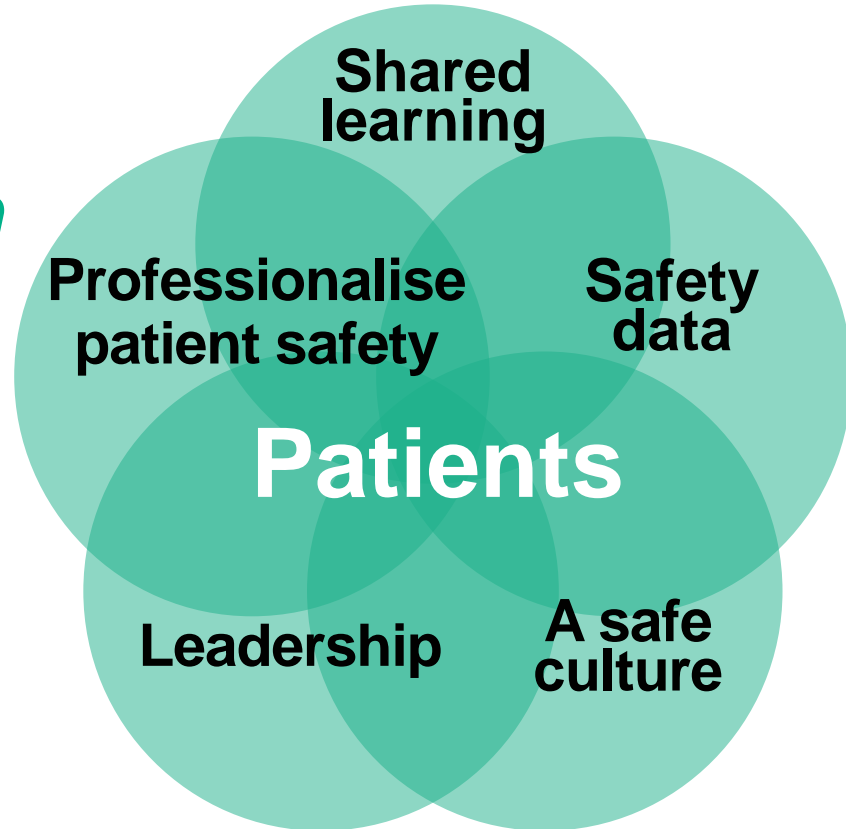 Shared
learning
Professionalise
patient safety
Safety
data
Patients
Leadership
A safe
culture